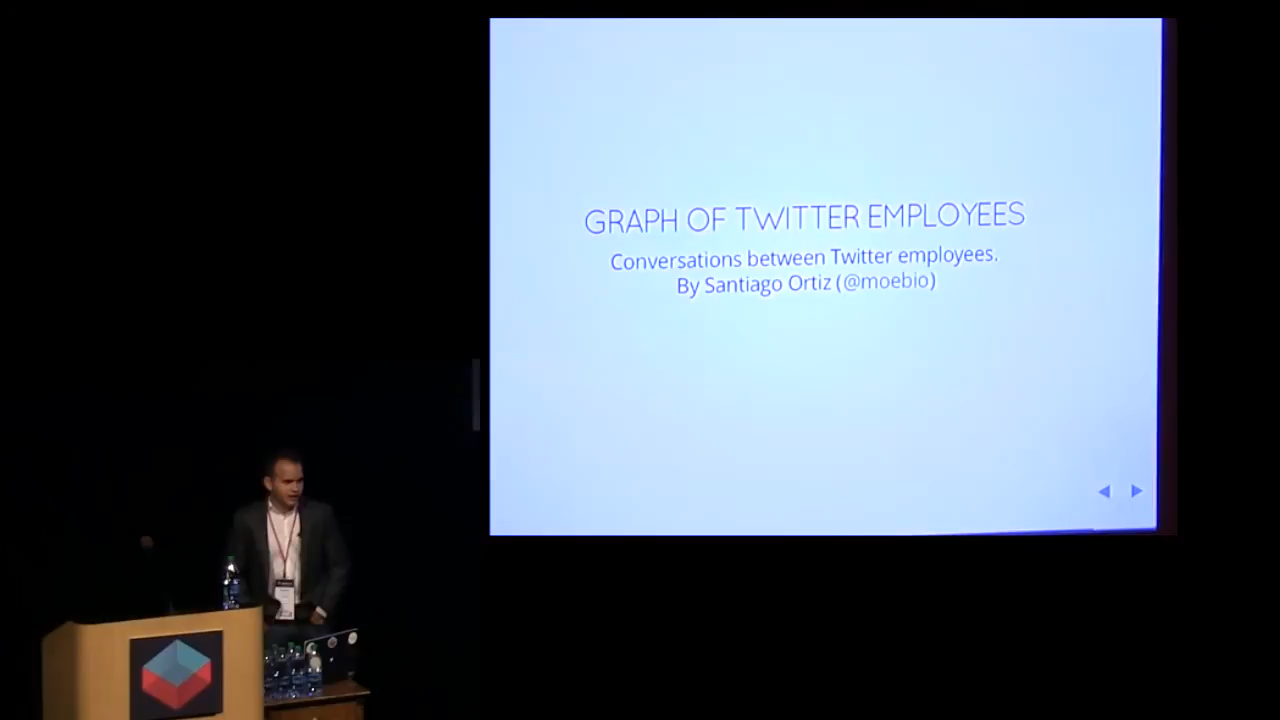 GRAPH OF TWITTER EMPLOYEES
Conversations between Twitter employees.
By Santiago Ortiz (@moebio)